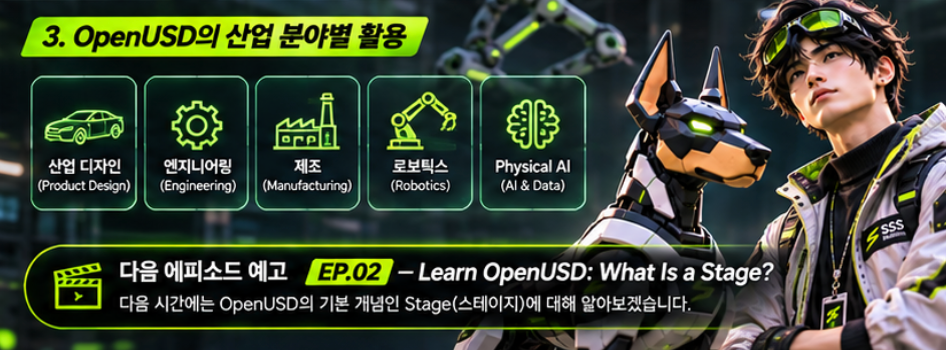 3. OpenUSD의 산업 분야별 활용
산업 디자인
(Product Design)
엔지니어링
(Engineering)
제조
(Manufacturing)
로보틱스
(Robotics)
Physical AI
(AI & Data)
SSS
다음 에피소드 예고 EP.02 – Learn OpenUSD: What Is a Stage?
다음 시간에는 OpenUSD의 기본 개념인 Stage(스테이지)에 대해 알아보겠습니다.
SSS